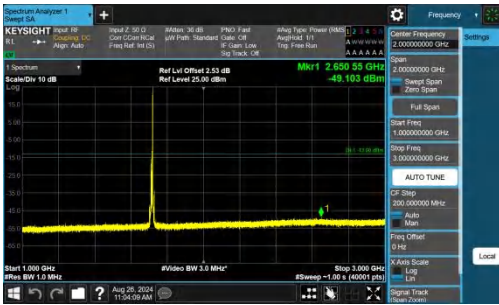 Spectrum Analyzer 1
Swept SA
Frequency
KEYSIGHT
Input: RF
Coupling: DC
Align: Auto
Input Z: 50 Ω
Corr CCorr RCal
Freq Ref: Int (S)
#Atten: 36 dB
µW Path: Standard
PNO: Fast
Gate: Off
IF Gain: Low
Sig Track: Off
#Avg Type: Power (RMS)
Avg|Hold: 1/1
Trig: Free Run
1 2 3 4 5 6
A W W W W W
A A A A A A
RL
1 Spectrum
Scale/Div 10 dB
Log
Ref Lvl Offset 2.53 dB
Ref Level 25.00 dBm
Mkr1 2.650 55 GHz
-49.103 dBm
15.0
5.00
-5.00
-15.0
-25.0
-35.0
-45.0
-55.0
-65.0
1
Start 1.000 GHz
#Res BW 1.0 MHz
#Video BW 3.0 MHz*
Stop 3.000 GHz
#Sweep ~1.00 s (40001 pts)
Aug 26, 2024
11:04:09 AM
?
Center Frequency
2.000000000 GHz
Settings
Span
2.00000000 GHz
Swept Span
Zero Span
Full Span
Start Freq
1.000000000 GHz
Stop Freq
3.000000000 GHz
AUTO TUNE
CF Step
200.000000 MHz
Auto
Man
Freq Offset
0 Hz
X Axis Scale
Log
Lin
Signal Track
(Span Zoom)
Local